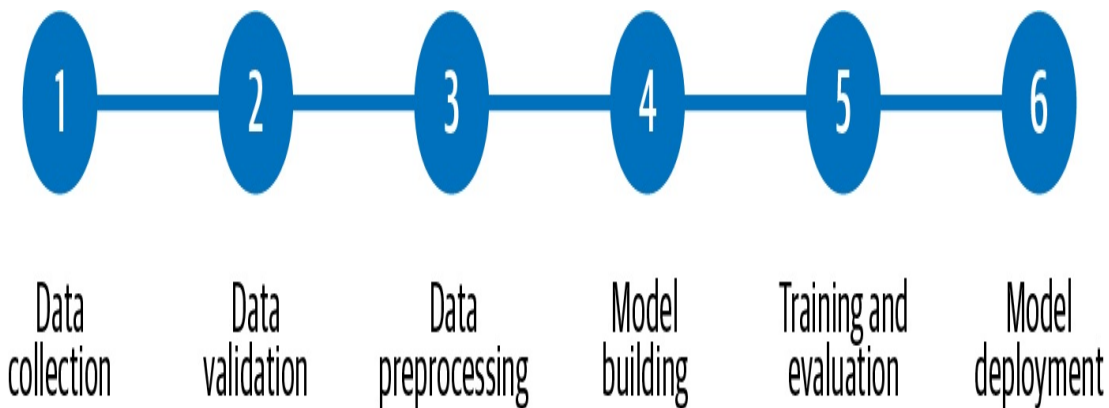 1
2
3
4
5
6
Data
collection
Data
validation
Data
preprocessing
Model
building
Training and
evaluation
Model
deployment